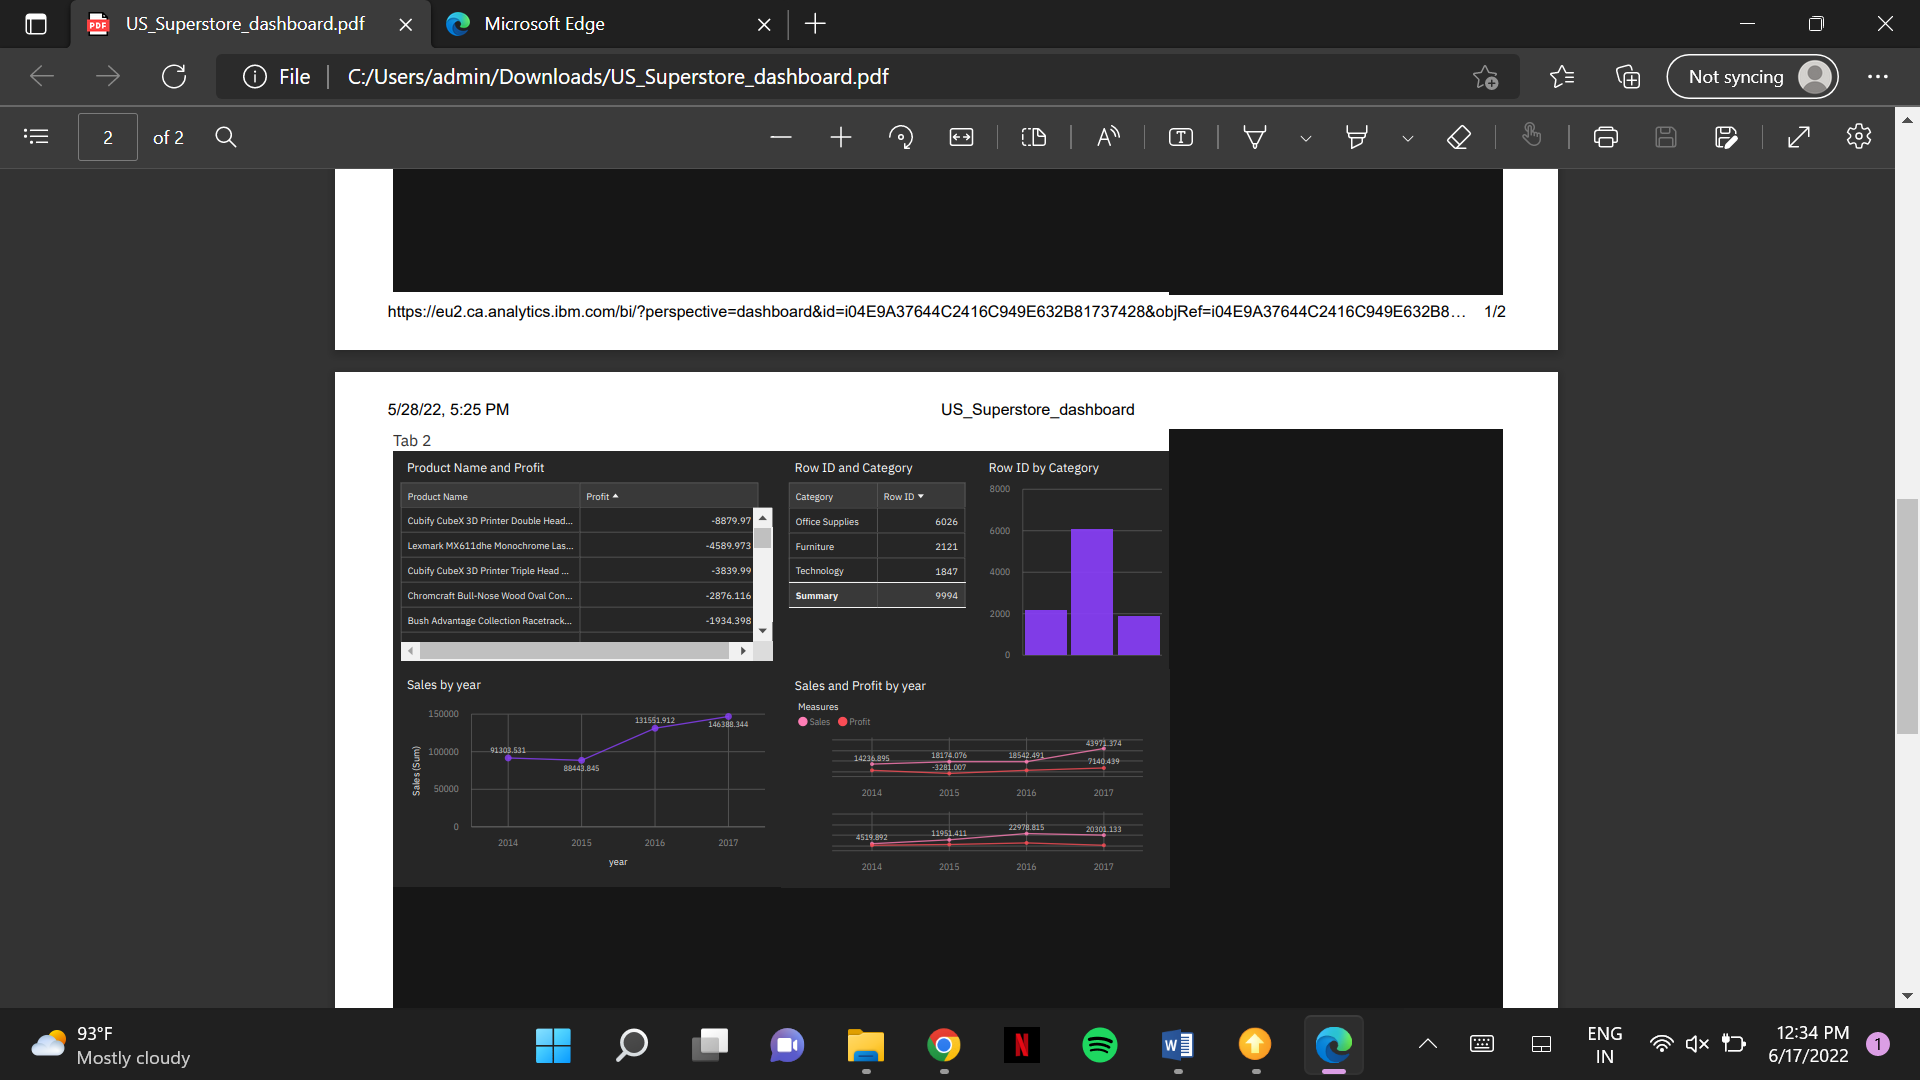 US_Superstore_dashboard.pdf
Microsoft Edge
File
C:/Users/admin/Downloads/US_Superstore_dashboard.pdf
Not syncing
2 of 2
https://eu2.ca.analytics.ibm.com/bi/?perspective=dashboard&id=i04E9A37644C2416C949E632B81737428&objRef=i04E9A37644C2416C949E632B8… 1/2
5/28/22, 5:25 PM US_Superstore_dashboard
Tab 2
Product Name and Profit
Product Name Profit
Cubify CubeX 3D Printer Double Head... -8879.97
Lexmark MX611dhe Monochrome Las... -4589.973
Cubify CubeX 3D Printer Triple Head ... -3839.99
Chromcraft Bull-Nose Wood Oval Con... -2876.116
Bush Advantage Collection Racetrack... -1934.398
Row ID and Category
Category Row ID
Office Supplies 6026
Furniture 2121
Technology 1847
Summary 9994
Row ID by Category
8000
6000
4000
2000
0
Sales by year
Sales (Sum)
150000
100000
50000
0
91303.531
88443.845
131551.912
146388.344
2014 2015 2016 2017
year
Sales and Profit by year
Measures
Sales Profit
14236.895 18174.076 18542.491 43971.374
-3281.007 7140.439
2014 2015 2016 2017
4519.892 11951.411 22978.815 20301.133
2014 2015 2016 2017
93°F
Mostly cloudy
ENG
IN
12:34 PM
6/17/2022
1